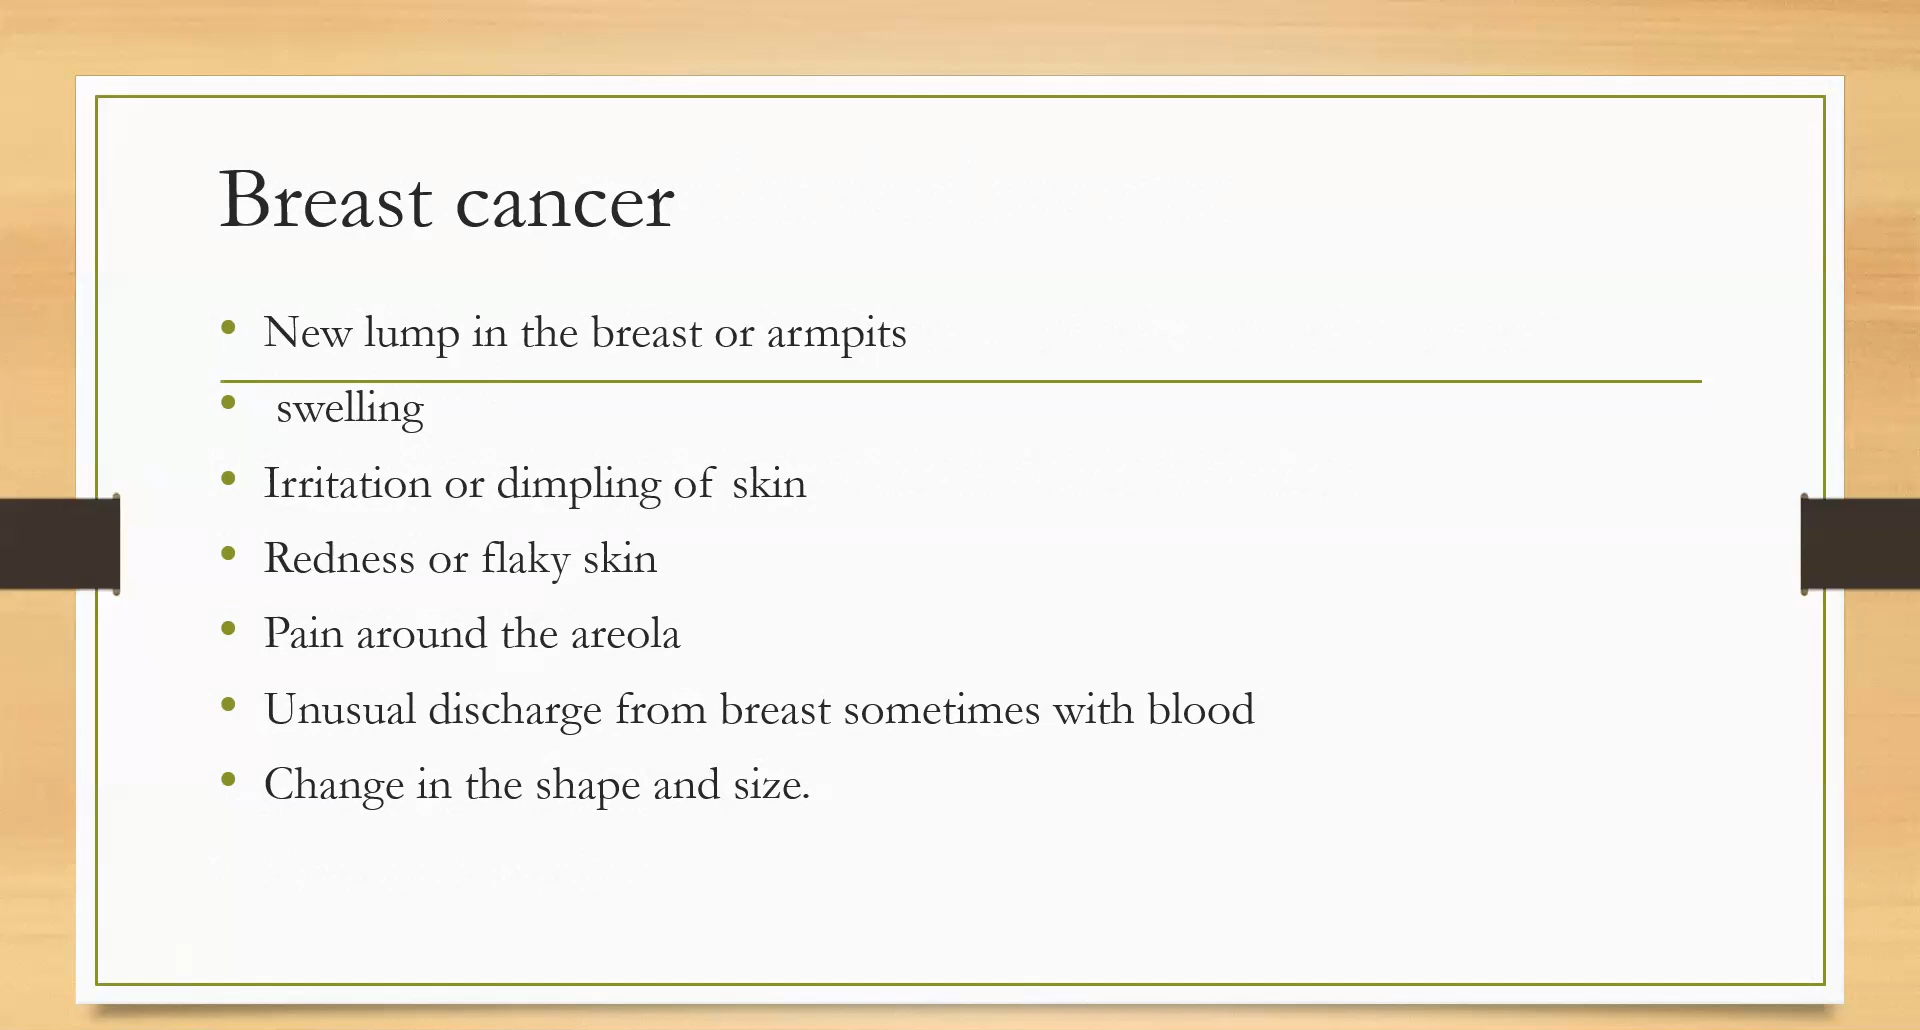 Breast cancer
• New lump in the breast or armpits
• swelling
• Irritation or dimpling of skin
• Redness or flaky skin
• Pain around the areola
• Unusual discharge from breast sometimes with blood
• Change in the shape and size.